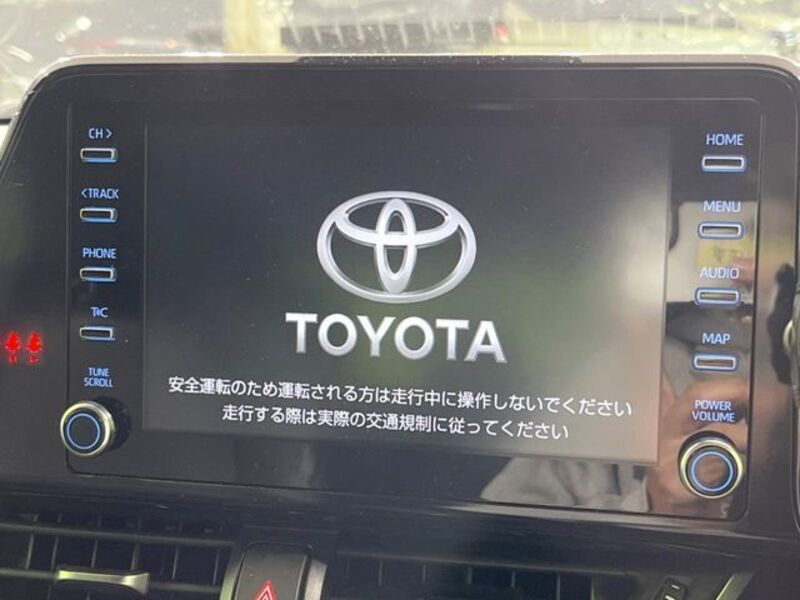 CH >
< TRACK
PHONE
T&C
TUNE
SCROLL
TOYOTA
安全運転のため運転される方は走行中に操作しないでください
走行する際は実際の交通規制に従ってください
HOME
MENU
AUDIO
MAP
POWER
VOLUME